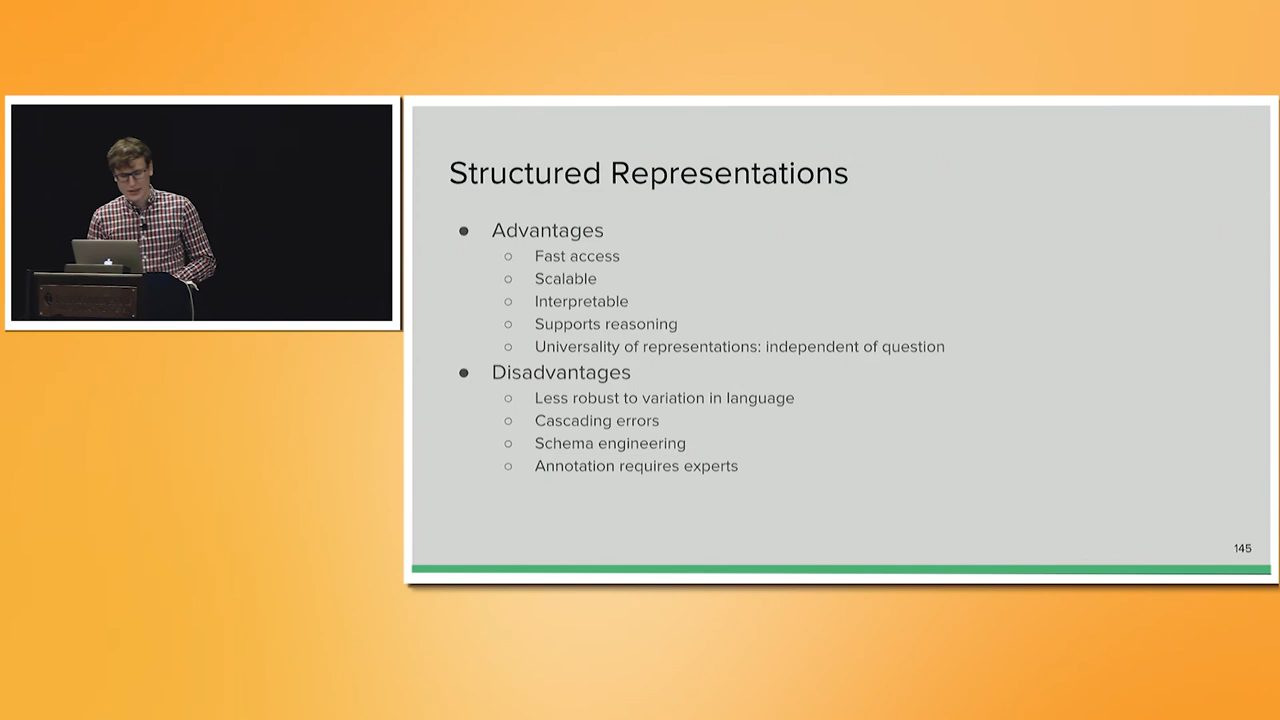 Structured Representations
● Advantages
○ Fast access
○ Scalable
○ Interpretable
○ Supports reasoning
○ Universality of representations: independent of question
● Disadvantages
○ Less robust to variation in language
○ Cascading errors
○ Schema engineering
○ Annotation requires experts
145